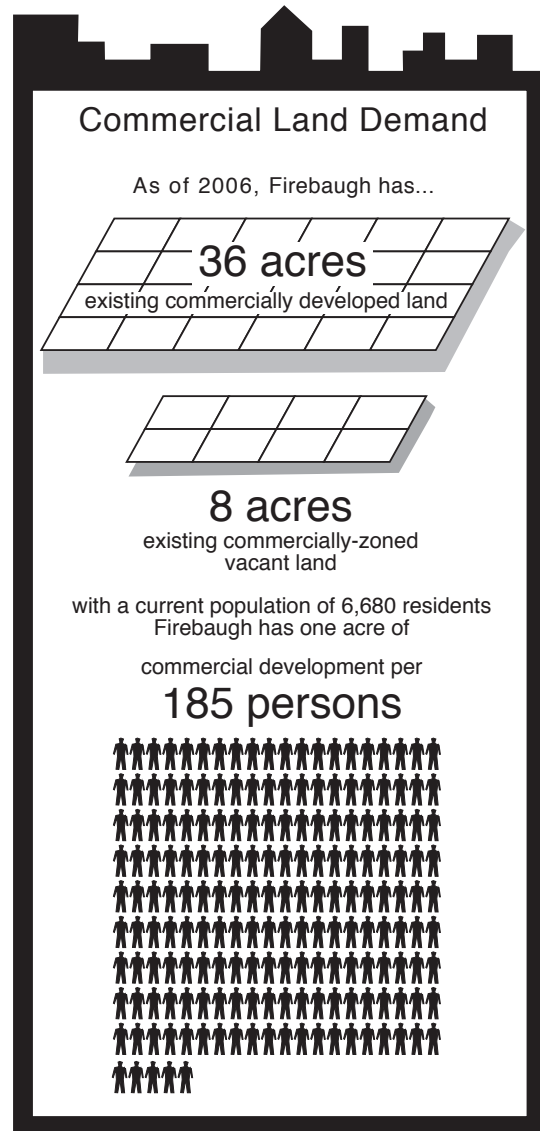 Commercial Land Demand
As of 2006, Firebaugh has...
36 acres
existing commercially developed land
8 acres
existing commercially-zoned
vacant land
with a current population of 6,680 residents
Firebaugh has one acre of
commercial development per
185 persons